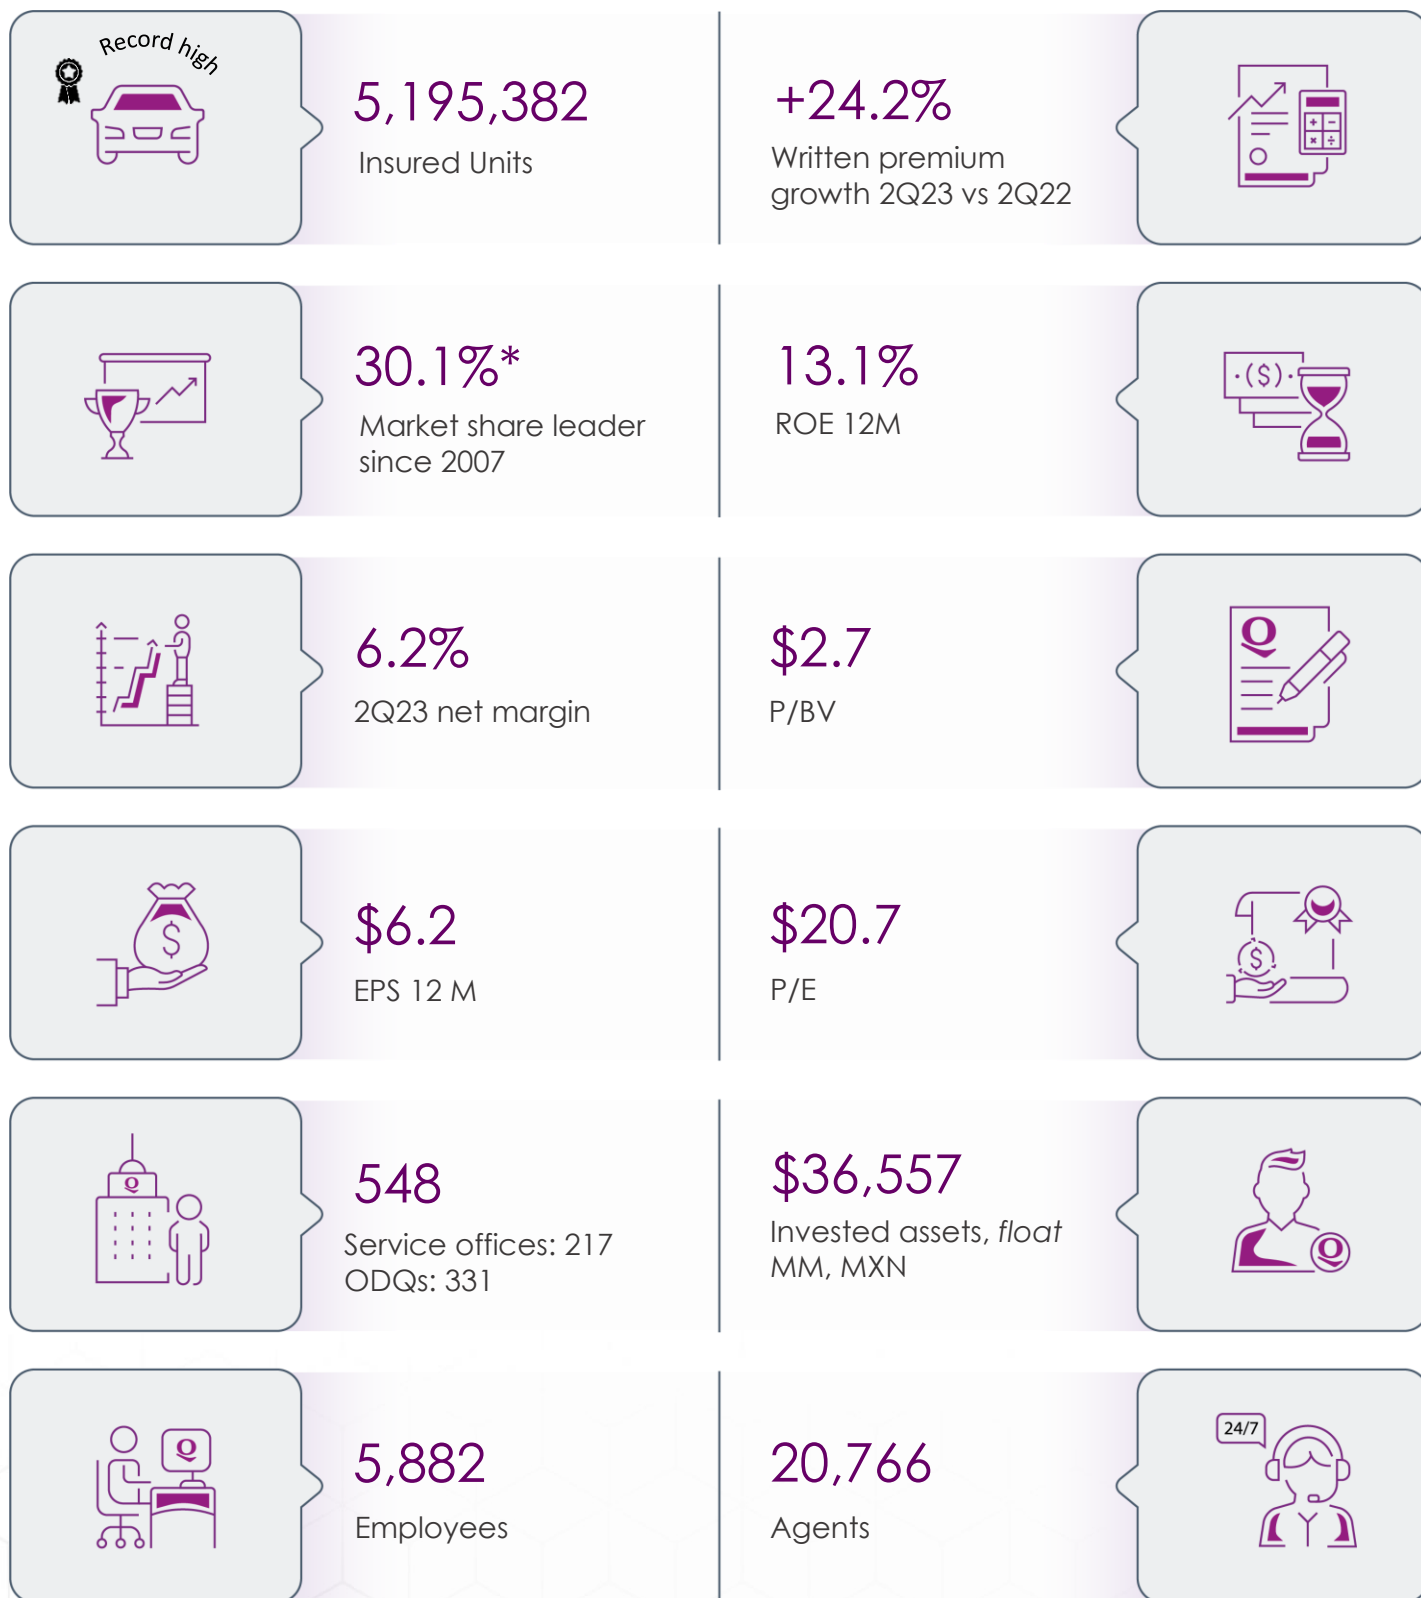 Record high
5,195,382
Insured Units
+24.2%
Written premium
growth 2Q23 vs 2Q22
30.1%*
Market share leader
since 2007
13.1%
ROE 12M
($)
6.2%
2Q23 net margin
$2.7
P/BV
Q
$6.2
EPS 12 M
$
$20.7
P/E
$
Q
548
Service offices: 217
ODQs: 331
$36,557
Invested assets, float
MM, MXN
Q
Q
5,882
Employees
20,766
Agents
24/7